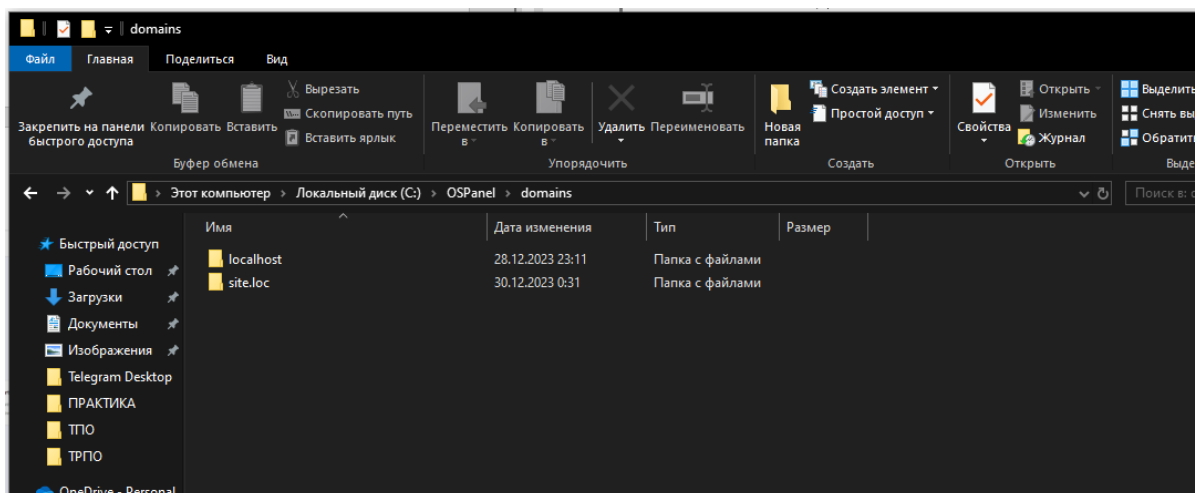 domains
Файл Главная Поделиться Вид
Закрепить на панели быстрого доступа
Копировать
Вставить
Вырезать
Скопировать путь
Вставить ярлык
Буфер обмена
Переместить в
Копировать в
Удалить
Переименовать
Упорядочить
Новая папка
Создать элемент
Простой доступ
Создать
Свойства
Открыть
Изменить
Журнал
Открыть
Выделить
Снять вы
Обратит
Выде
Этот компьютер Локальный диск (C:) OSPanel domains
Поиск в:
Имя Дата изменения Тип Размер
localhost 28.12.2023 23:11 Папка с файлами
site.loc 30.12.2023 0:31 Папка с файлами
Быстрый доступ
Рабочий стол
Загрузки
Документы
Изображения
Telegram Desktop
ПРАКТИКА
ТПО
ТРПО
OneDrive - Personal